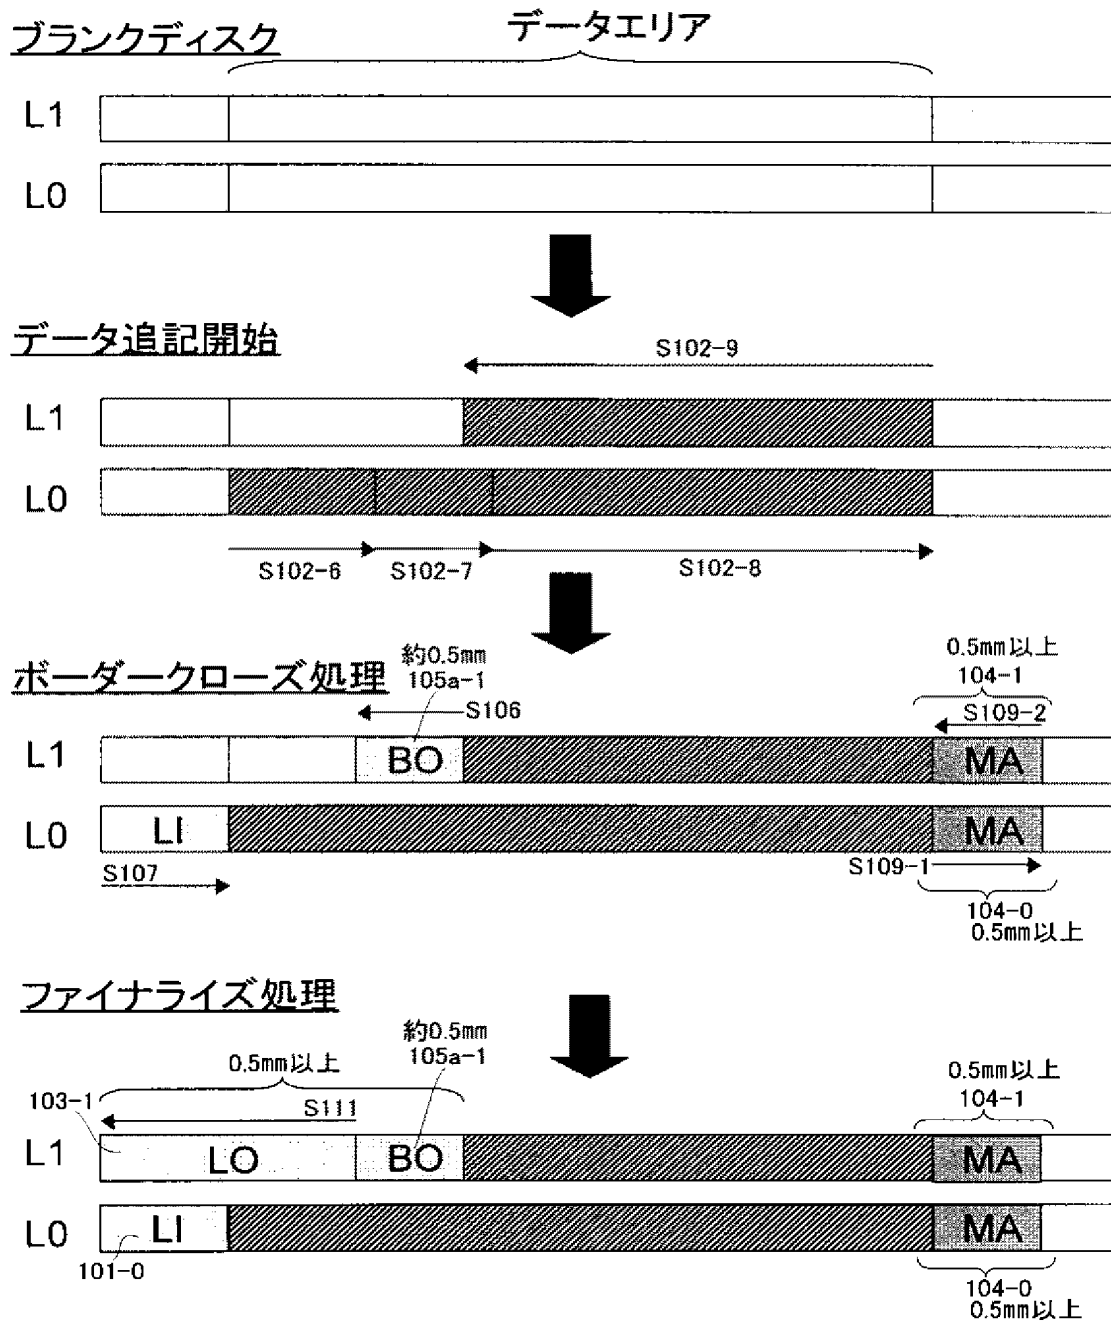 ブランクディスク
データエリア
L1
L0
データ追記開始
S102-9
L1
L0
S102-6
S102-7
S102-8
ボーダークローズ処理
約0.5mm
105a-1
S106
0.5mm以上
104-1
S109-2
L1
BO
MA
L0
LI
MA
S107
S109-1
104-0
0.5mm以上
ファイナライズ処理
約0.5mm
105a-1
0.5mm以上
0.5mm以上
104-1
103-1
S111
L1
LO
BO
MA
L0
LI
MA
101-0
104-0
0.5mm以上